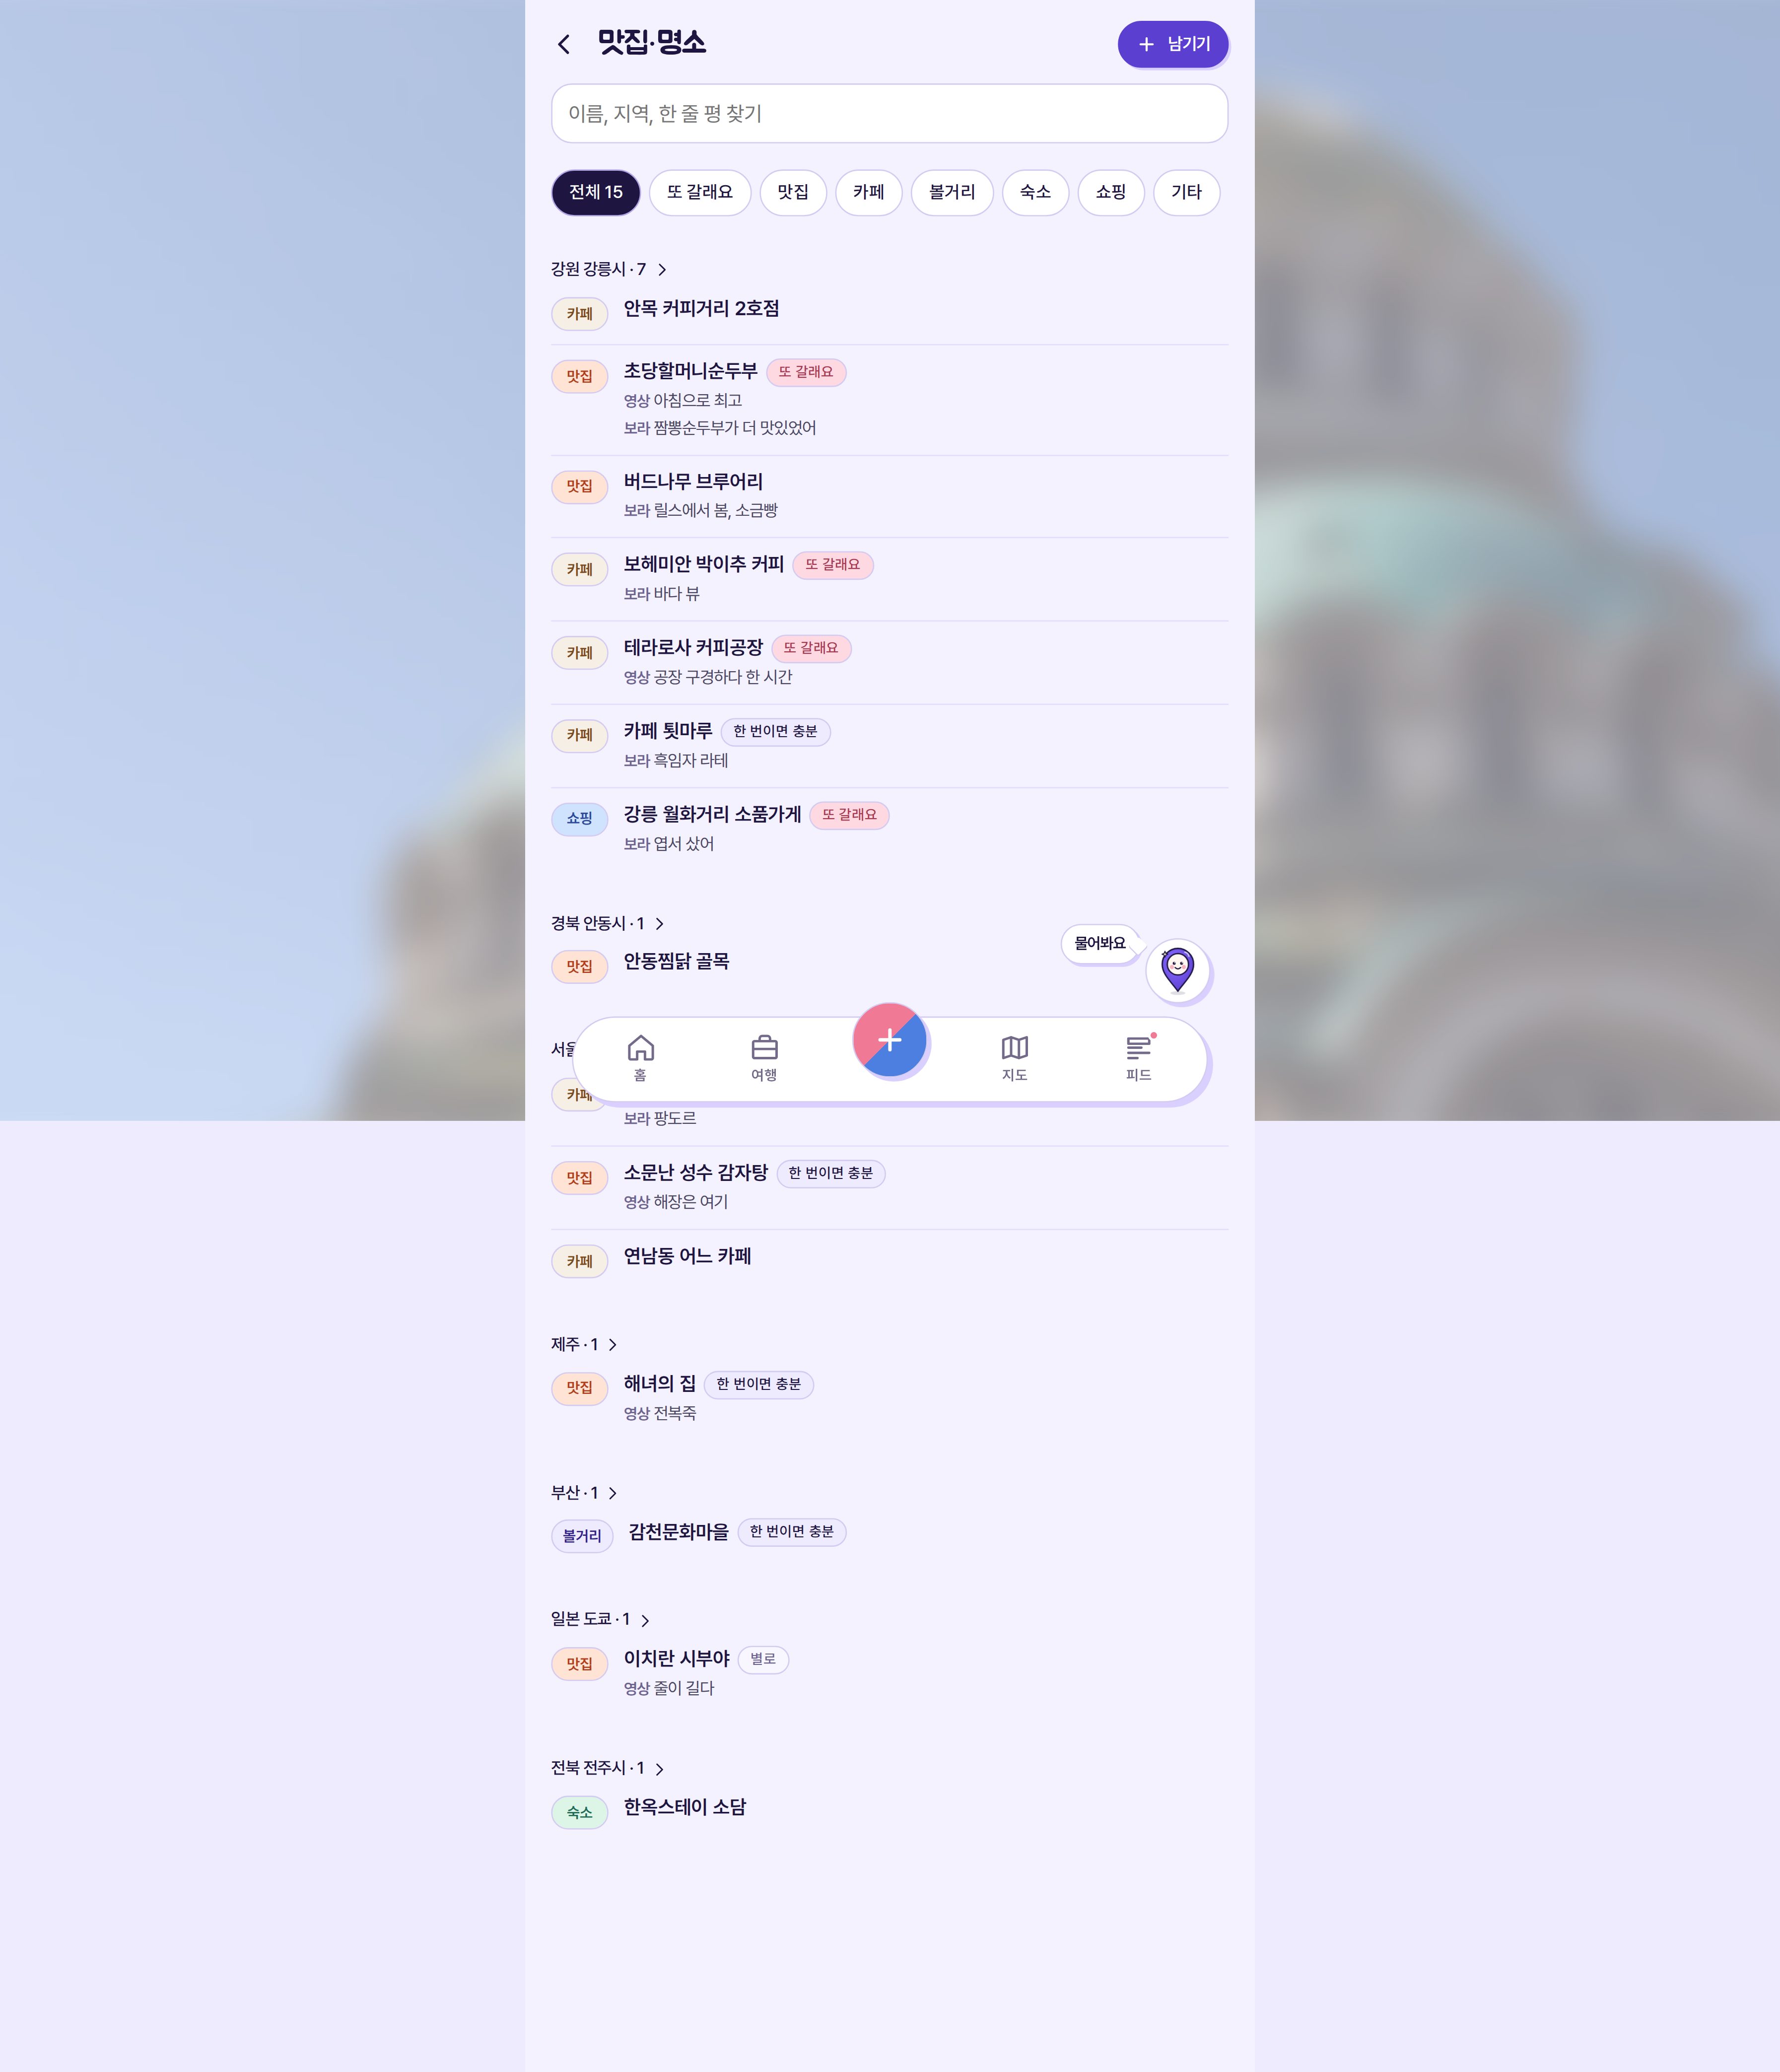 맛집·명소
남기기
이름, 지역, 한 줄 평 찾기
전체 15
또 갈래요
맛집
카페
볼거리
숙소
쇼핑
기타
강원 강릉시 · 7
카페
안목 커피거리 2호점
맛집
초당할머니순두부
또 갈래요
영상 아침으로 최고
보라 짬뽕순두부가 더 맛있었어
맛집
버드나무 브루어리
보라 릴스에서 봄, 소금빵
카페
보헤미안 박이추 커피
또 갈래요
보라 바다 뷰
카페
테라로사 커피공장
또 갈래요
영상 공장 구경하다 한 시간
카페
카페 툇마루
한 번이면 충분
보라 흑임자 라테
쇼핑
강릉 월화거리 소품가게
또 갈래요
보라 엽서 샀어
경북 안동시 · 1
물어봐요
맛집
안동찜닭 골목
홈
여행
지도
피드
카페
보라 팡도르
맛집
소문난 성수 감자탕
한 번이면 충분
영상 해장은 여기
카페
연남동 어느 카페
제주 · 1
맛집
해녀의 집
한 번이면 충분
영상 전복죽
부산 · 1
볼거리
감천문화마을
한 번이면 충분
일본 도쿄 · 1
맛집
이치란 시부야
별로
영상 줄이 길다
전북 전주시 · 1
숙소
한옥스테이 소담